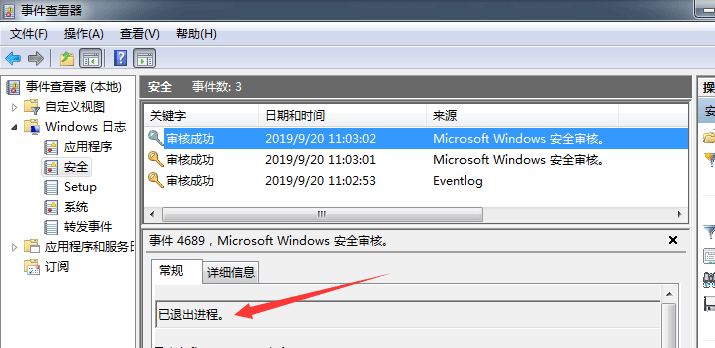 事件查看器
文件(F) 操作(A) 查看(V) 帮助(H)
事件查看器 (本地)
自定义视图
Windows 日志
应用程序
安全
Setup
系统
转发事件
应用程序和服务日
订阅
安全 事件数: 3
关键字 日期和时间 来源
审核成功 2019/9/20 11:03:02 Microsoft Windows 安全审核。
审核成功 2019/9/20 11:03:01 Microsoft Windows 安全审核。
审核成功 2019/9/20 11:02:53 Eventlog
事件 4689，Microsoft Windows 安全审核。
常规 详细信息
已退出进程。
操
安